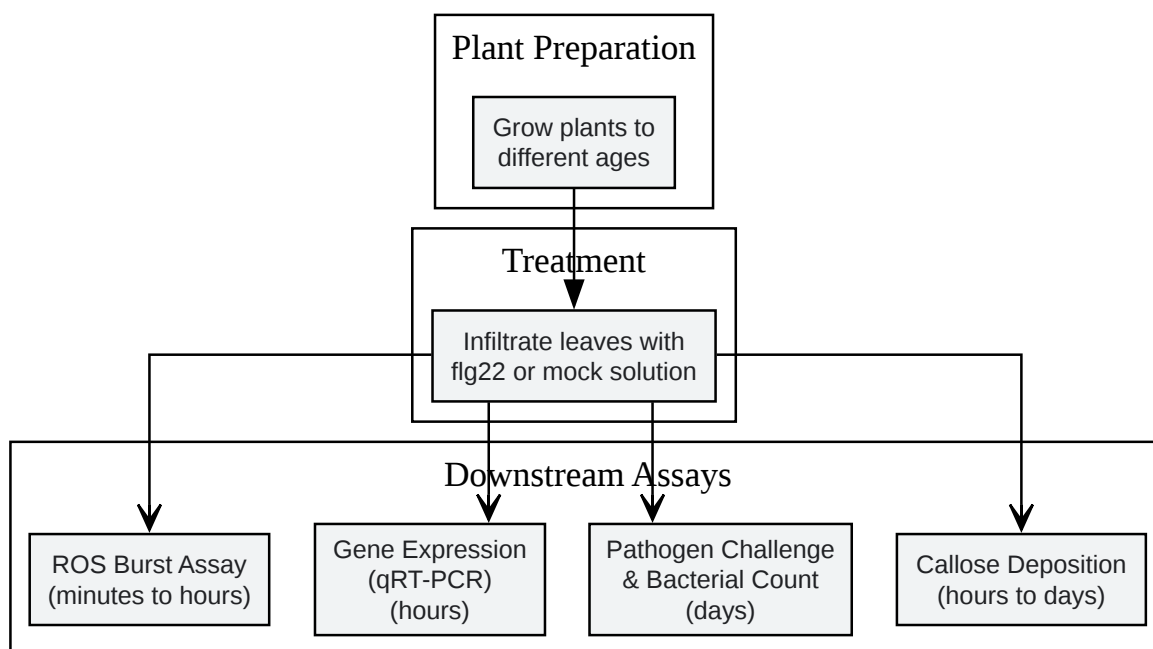 Plant Preparation
Grow plants to
different ages
Treatment
Infiltrate leaves with
flg22 or mock solution
Downstream Assays
ROS Burst Assay
(minutes to hours)
Gene Expression
(qRT-PCR)
(hours)
Pathogen Challenge
& Bacterial Count
(days)
Callose Deposition
(hours to days)